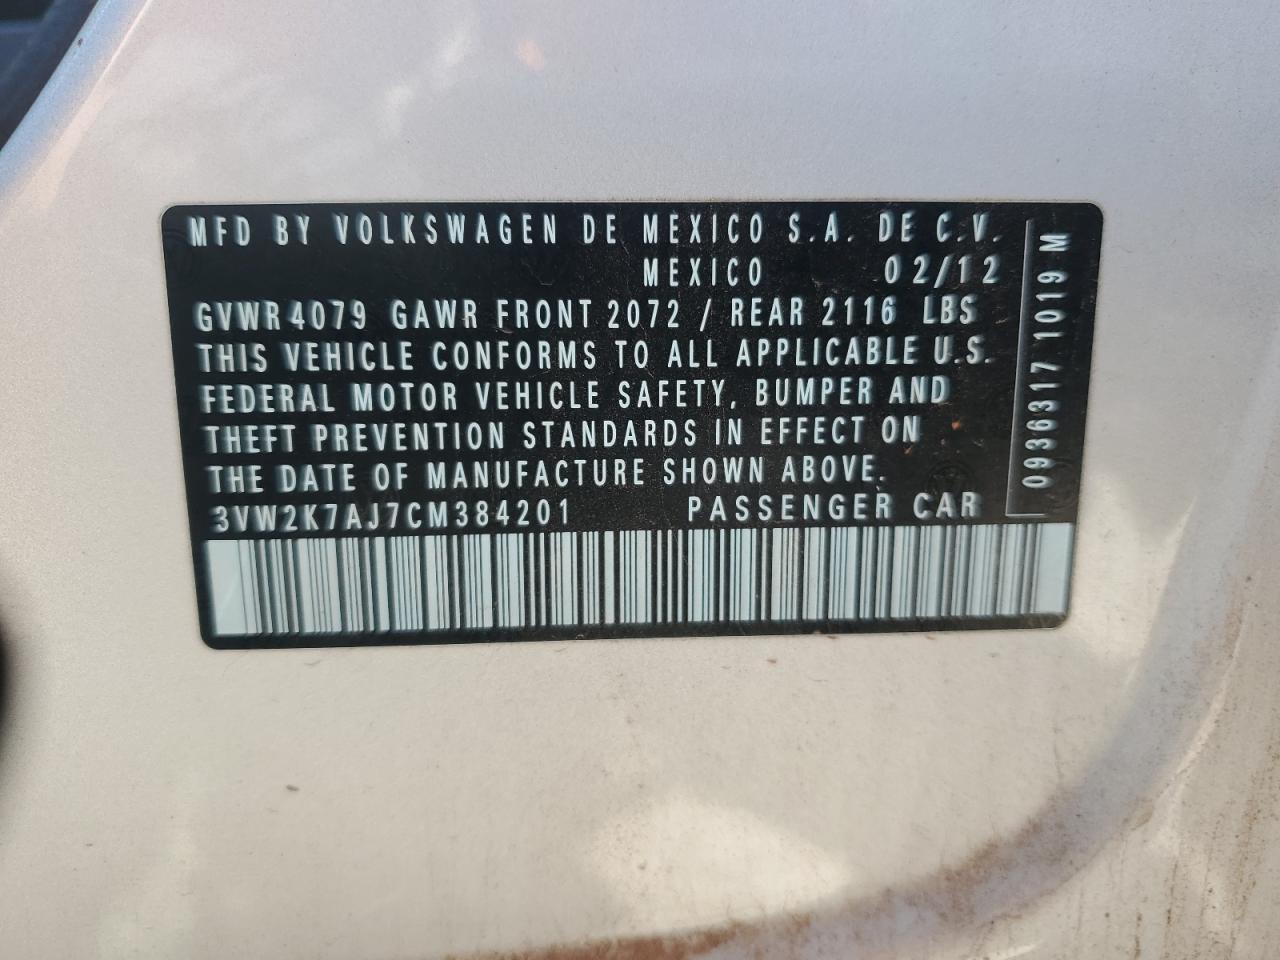 MFD BY VOLKSWAGEN DE MEXICO S.A. DE C.V.
MEXICO 02/12
GVWR 4079 GAWR FRONT 2072 / REAR 2116 LBS
THIS VEHICLE CONFORMS TO ALL APPLICABLE U.S.
FEDERAL MOTOR VEHICLE SAFETY, BUMPER AND
THEFT PREVENTION STANDARDS IN EFFECT ON
THE DATE OF MANUFACTURE SHOWN ABOVE.
3VW2K7AJ7CM384201 PASSENGER CAR
0936317 1019 M